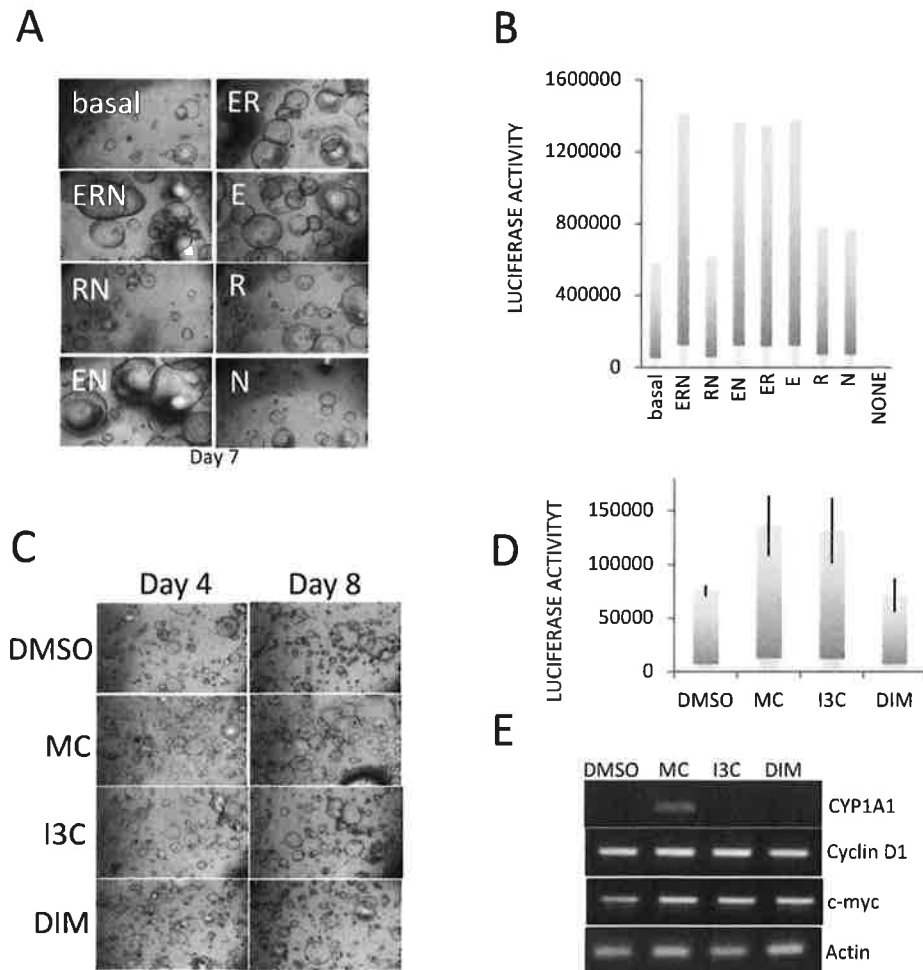 A
basal
ER
ERN
E
RN
R
EN
N
Day 7
B
LUCIFERASE ACTIVITY
1600000
1200000
800000
400000
0
basal
ERN
RN
EN
ER
E
R
N
NONE
C
Day 4
Day 8
DMSO
MC
I3C
DIM
D
LUCIFERASE ACTIVITYT
150000
100000
50000
0
DMSO
MC
I3C
DIM
E
DMSO
MC
I3C
DIM
CYP1A1
Cyclin D1
c-myc
Actin